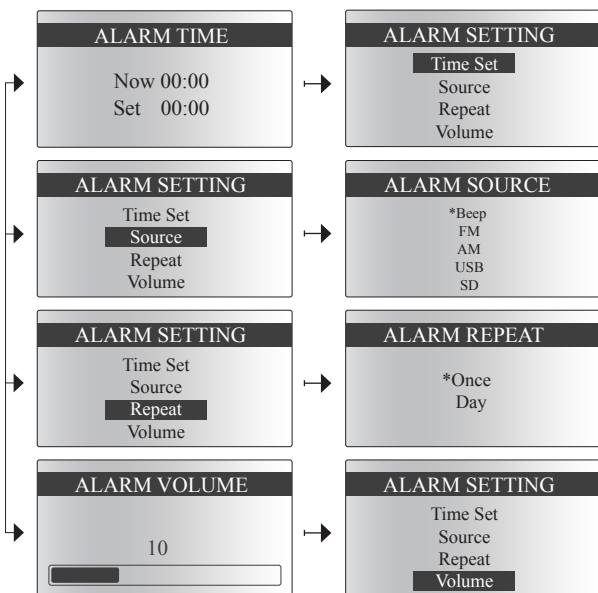 ALARM TIME
Now 00:00
Set 00:00
ALARM SETTING
Time Set
Source
Repeat
Volume
ALARM SETTING
Time Set
Source
Repeat
Volume
ALARM SOURCE
*Beep
FM
AM
USB
SD
ALARM SETTING
Time Set
Source
Repeat
Volume
ALARM REPEAT
*Once
Day
ALARM VOLUME
10
ALARM SETTING
Time Set
Source
Repeat
Volume